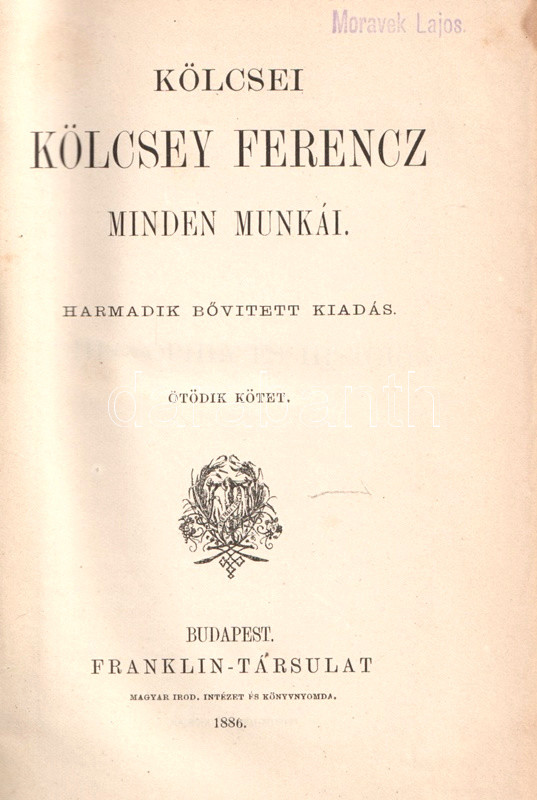 Moravek Lajos.
KÖLCSEI
KÖLCSEY FERENCZ
MINDEN MUNKÁI.
HARMADIK BŐVITETT KIADÁS.
ÖTÖDIK KÖTET.
darabanth
BUDAPEST.
FRANKLIN-TÁRSULAT
MAGYAR IROD. INTÉZET ÉS KÖNYVNYOMDA.
1886.